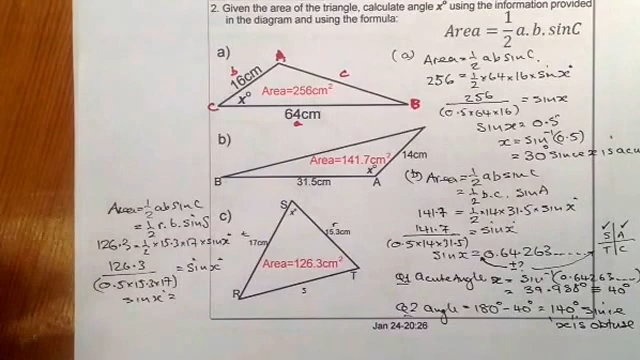 2. Given the area of the triangle, calculate angle x° using the information provided
in the diagram and using the formula:
Area = 1/2 a.b.sinC
a)
A
b
16cm
c
x°
Area=256cm²
C
B
64cm
a
(a) Area = 1/2 ab sin C.
256 = 1/2 × 64 × 16 × sin x°
256/(0.5×64×16) = sin x
sin x = 0.5
x = sin⁻¹(0.5)
= 30° since x is acu
b)
Area=141.7cm²
14cm
x°
B
31.5cm
A
(b) Area = 1/2 ab sin C
= 1/2 b.c. sin A
141.7 = 1/2 × 14 × 31.5 × sin x°
141.7/(0.5×14×31.5) = sin x°
sin x = 0.64263...
+?
S A
T C
Q1 Acute Angle x = sin⁻¹(0.64263...)
= 39.988° ≈ 40°
Q2 angle = 180° - 40° = 140° since
x is obtuse
c)
S
x°
r
15.3cm
t
17cm
Area=126.3cm²
T
R
s
Area = 1/2 ab sin C
= 1/2 r. b. sin S
126.3 = 1/2 × 15.3 × 17 × sin x°
126.3/(0.5×15.3×17) = sin x°
sin x° =
Jan 24-20:26